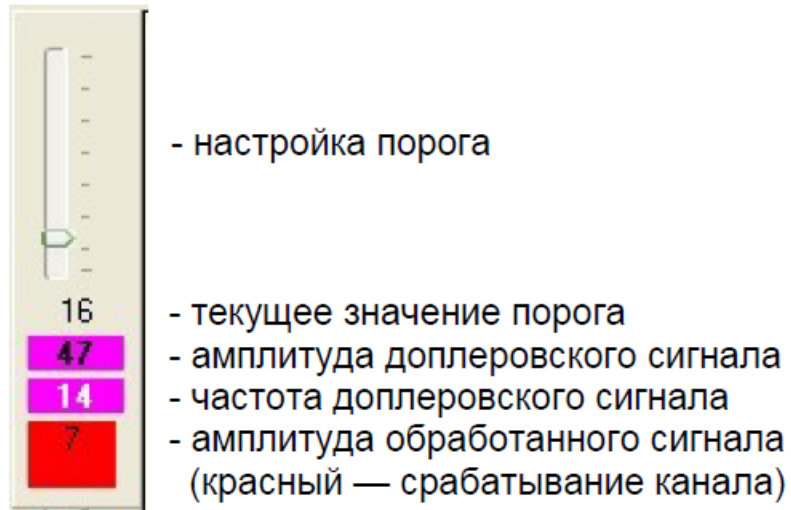 - настройка порога
16 - текущее значение порога
47 - амплитуда доплеровского сигнала
14 - частота доплеровского сигнала
7 - амплитуда обработанного сигнала
(красный — срабатывание канала)